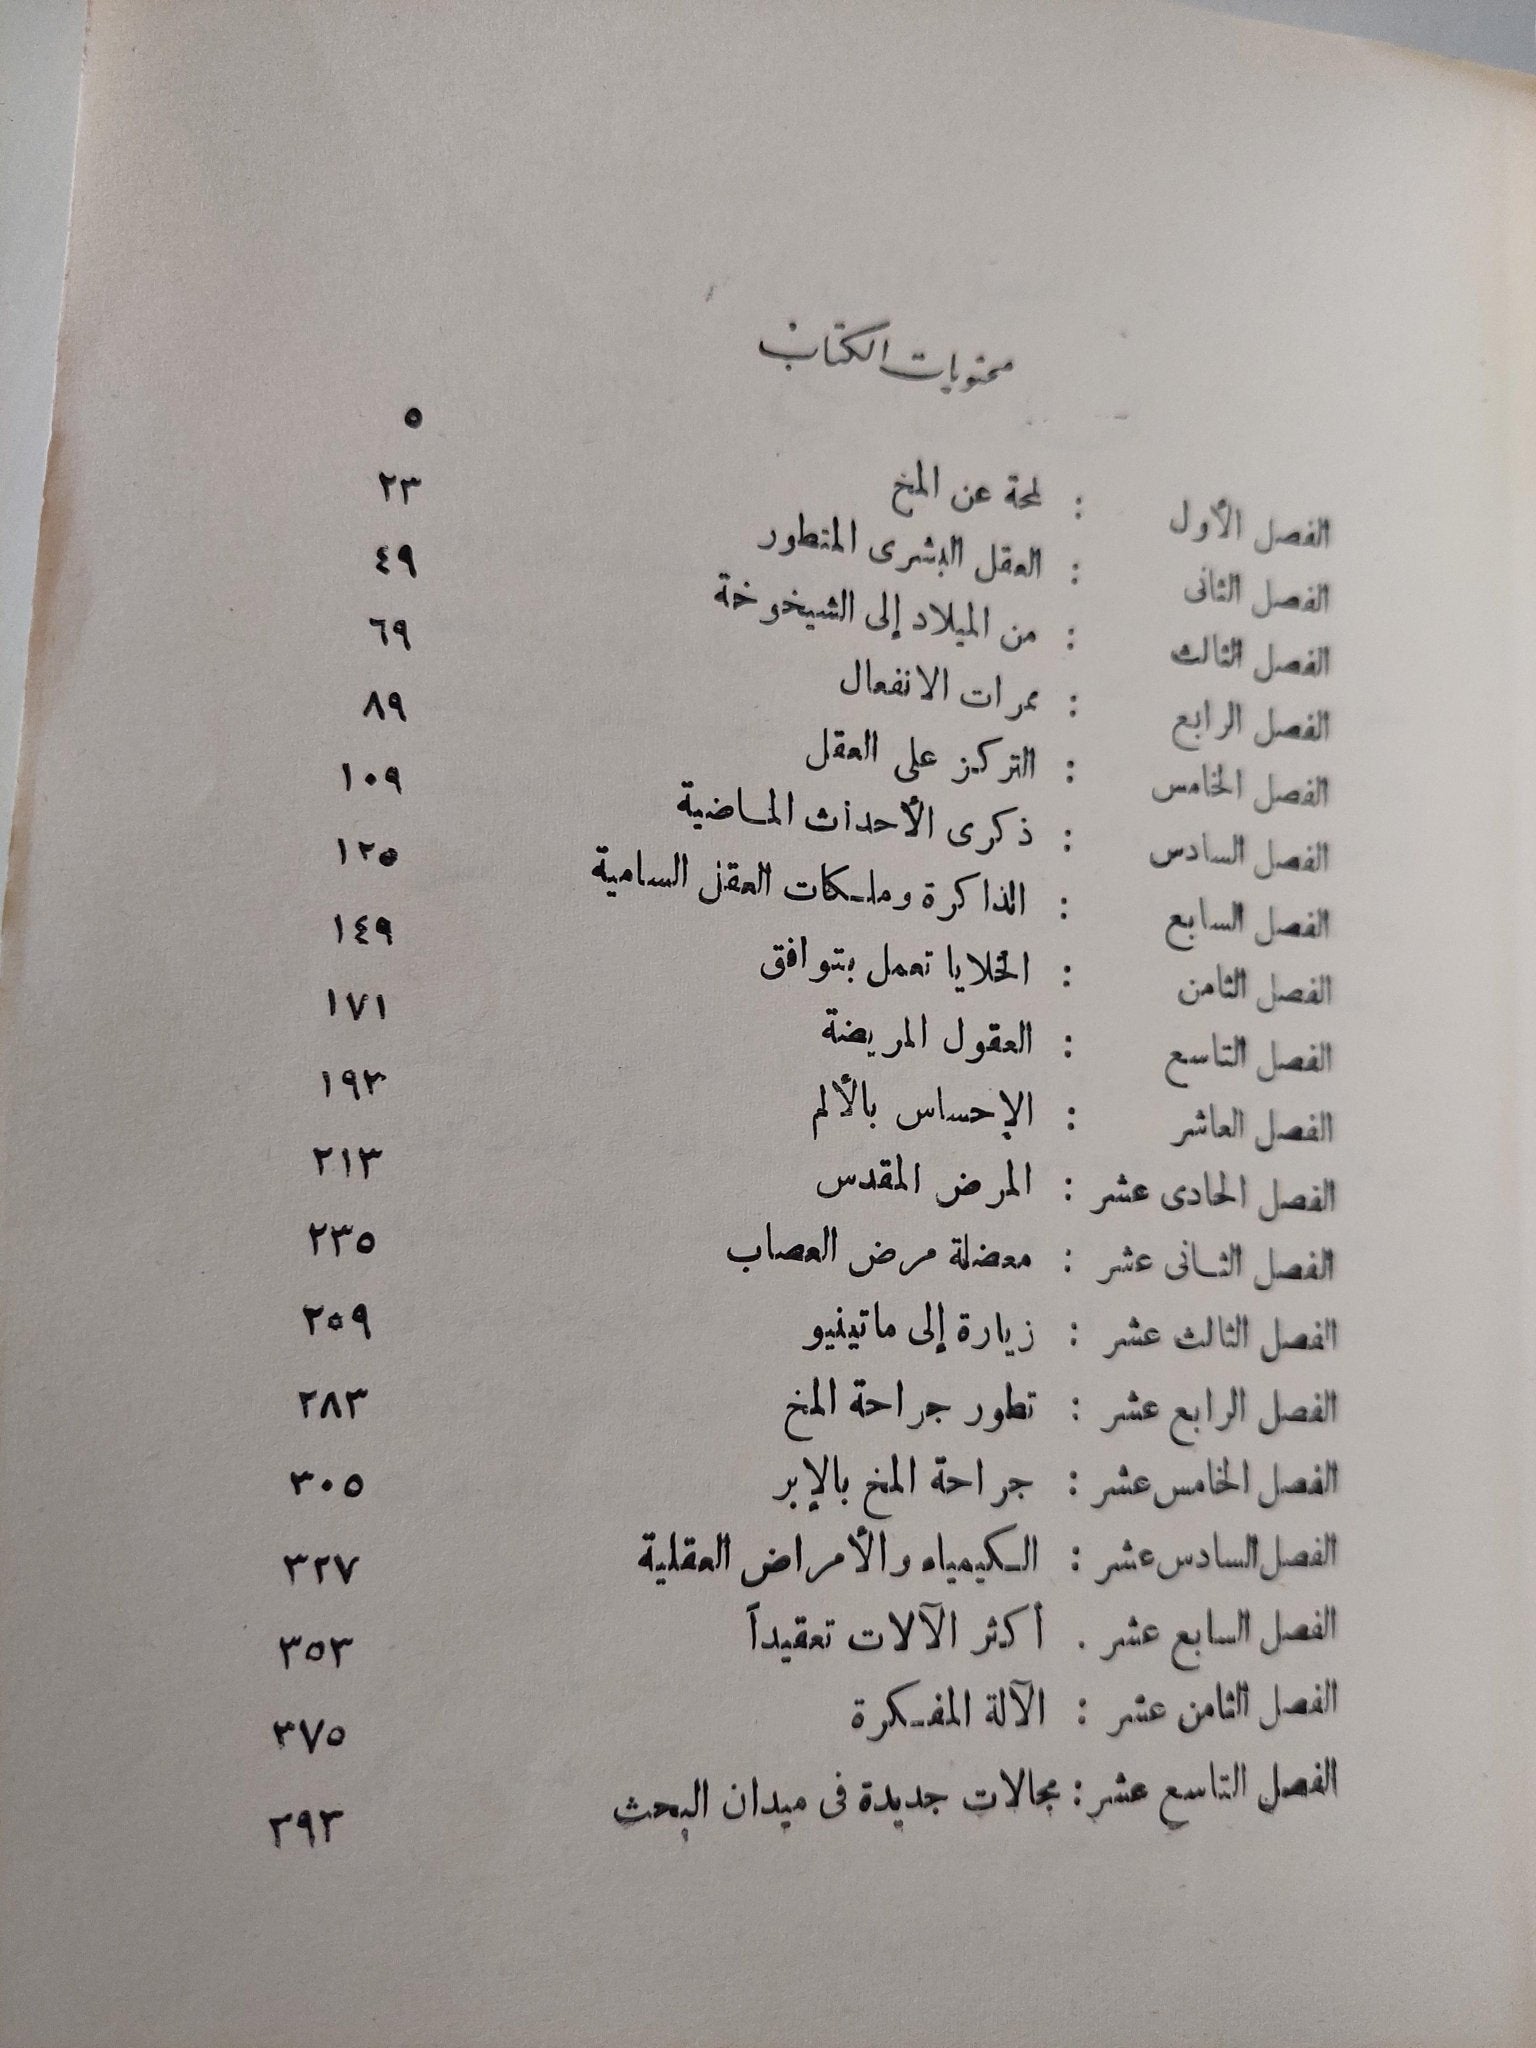 محتويات الكتاب
الفصل الأول : لمحة عن المخ ٥
الفصل الثانى : العقل البشرى المتطور ٢٣
الفصل الثالث : من الميلاد إلى الشيخوخة ٤٩
الفصل الرابع : ممرات الانفعال ٦٩
الفصل الخامس : التركيز على العقل ٨٩
الفصل السادس : ذكرى الأحداث الماضية ١٠٩
الفصل السابع : الذاكرة وملكات العقل السامية ١٢٥
الفصل الثامن : الخلايا تعمل بتوافق ١٤٩
الفصل التاسع : العقول المريضة ١٧١
الفصل العاشر : الإحساس بالألم ١٩٣
الفصل الحادى عشر : المرض المقدس ٢١٣
الفصل الثانى عشر : معضلة مرض العصاب ٢٣٥
الفصل الثالث عشر : زيارة إلى ماتينيو ٢٥٩
الفصل الرابع عشر : تطور جراحة المخ ٢٨٣
الفصل الخامس عشر : جراحة المخ بالإبر ٣٠٥
الفصل السادس عشر : الكيمياء والأمراض العقلية ٣٢٧
الفصل السابع عشر . أكثر الآلات تعقيداً ٣٥٣
الفصل الثامن عشر : الآلة المفكرة ٣٧٥
الفصل التاسع عشر : مجالات جديدة فى ميدان البحث ٣٩٣